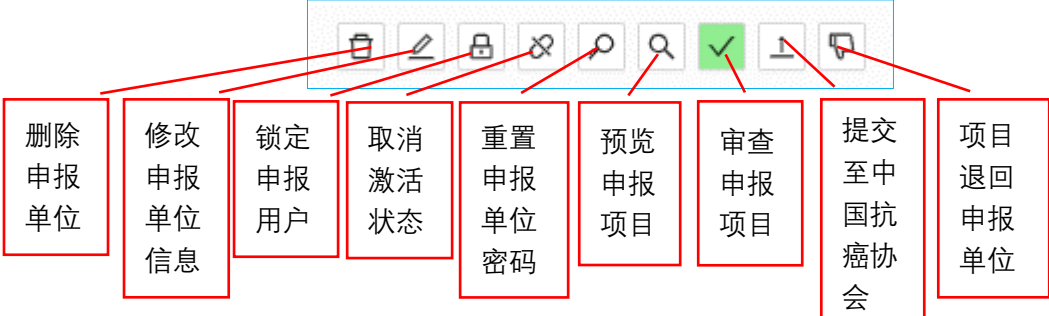 删除
申报
单位
修改
申报
单位
信息
锁定
申报
用户
取消
激活
状态
重置
申报
单位
密码
预览
申报
项目
审查
申报
项目
提交
至中
国抗
癌协
会
项目
退回
申报
单位